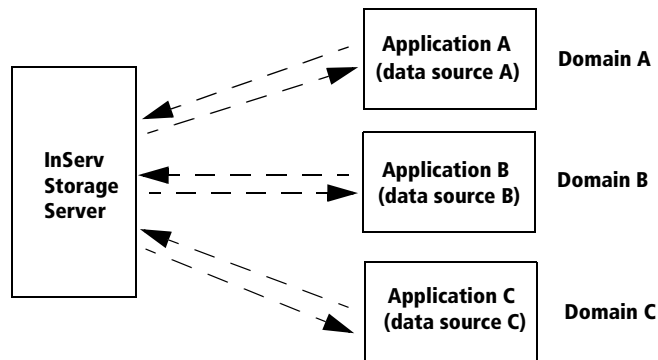 InServ
Storage
Server
Application A
(data source A)
Domain A
Application B
(data source B)
Domain B
Application C
(data source C)
Domain C